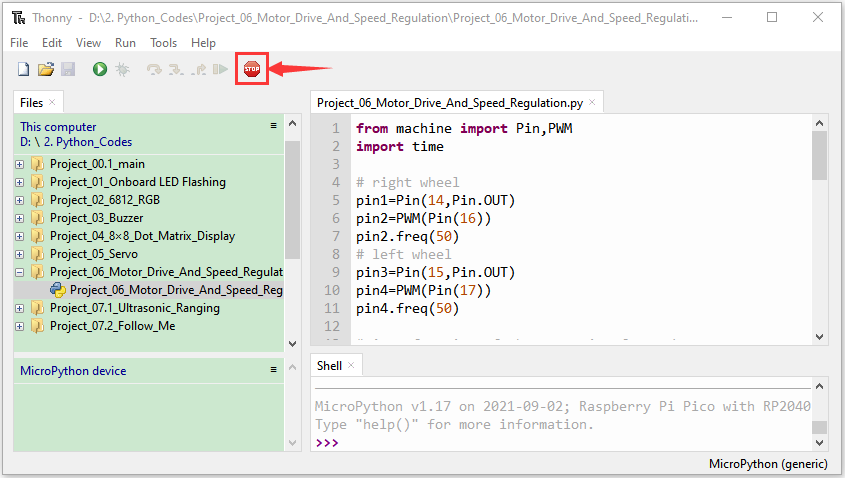 Thonny - D:\2. Python_Codes\Project_06_Motor_Drive_And_Speed_Regulation\Project_06_Motor_Drive_And_Speed_Regulati...
File Edit View Run Tools Help
STOP
Files
This computer
D: \ 2. Python_Codes
Project_00.1_main
Project_01_Onboard LED Flashing
Project_02_6812_RGB
Project_03_Buzzer
Project_04_8×8_Dot_Matrix_Display
Project_05_Servo
Project_06_Motor_Drive_And_Speed_Regulat
Project_06_Motor_Drive_And_Speed_Reg
Project_07.1_Ultrasonic_Ranging
Project_07.2_Follow_Me
MicroPython device
Project_06_Motor_Drive_And_Speed_Regulation.py
1 from machine import Pin,PWM
2 import time
3
4 # right wheel
5 pin1=Pin(14,Pin.OUT)
6 pin2=PWM(Pin(16))
7 pin2.freq(50)
8 # left wheel
9 pin3=Pin(15,Pin.OUT)
10 pin4=PWM(Pin(17))
11 pin4.freq(50)
12
Shell
MicroPython v1.17 on 2021-09-02; Raspberry Pi Pico with RP2040
Type "help()" for more information.
>>>
MicroPython (generic)